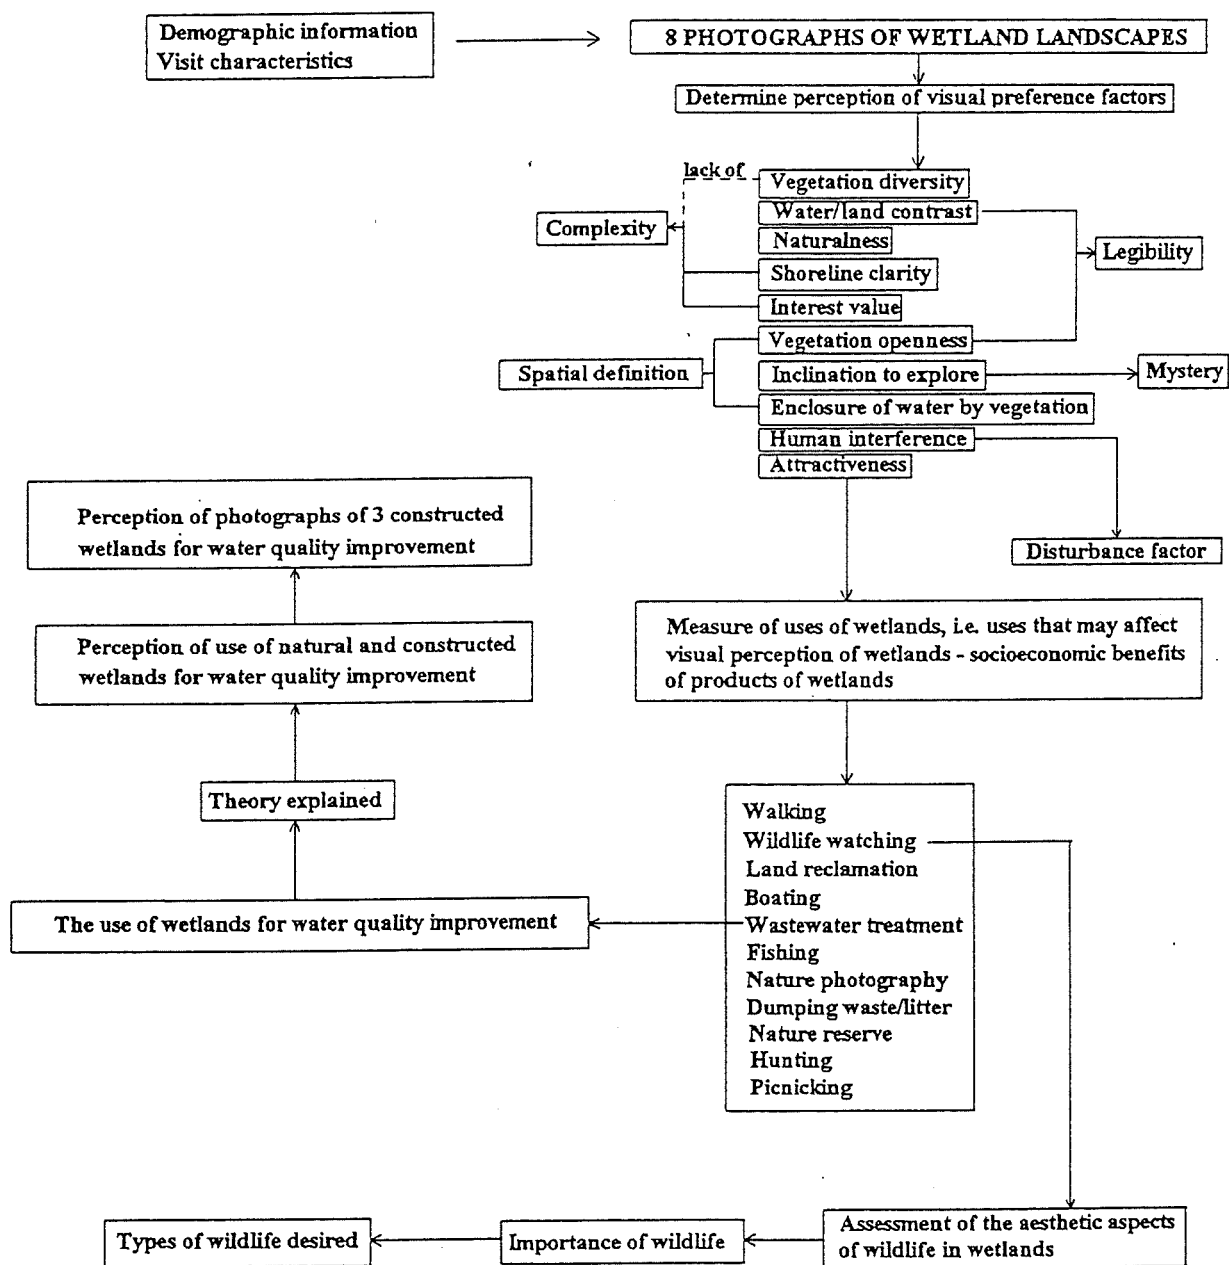 Demographic information
Visit characteristics
8 PHOTOGRAPHS OF WETLAND LANDSCAPES
Determine perception of visual preference factors
lack of
Vegetation diversity
Water/land contrast
Complexity
Naturalness
Legibility
Shoreline clarity
Interest value
Vegetation openness
Spatial definition
Inclination to explore
Mystery
Enclosure of water by vegetation
Human interference
Attractiveness
Disturbance factor
Perception of photographs of 3 constructed
wetlands for water quality improvement
Perception of use of natural and constructed
wetlands for water quality improvement
Measure of uses of wetlands, i.e. uses that may affect
visual perception of wetlands - socioeconomic benefits
of products of wetlands
Theory explained
The use of wetlands for water quality improvement
Walking
Wildlife watching
Land reclamation
Boating
Wastewater treatment
Fishing
Nature photography
Dumping waste/litter
Nature reserve
Hunting
Picnicking
Types of wildlife desired
Importance of wildlife
Assessment of the aesthetic aspects
of wildlife in wetlands